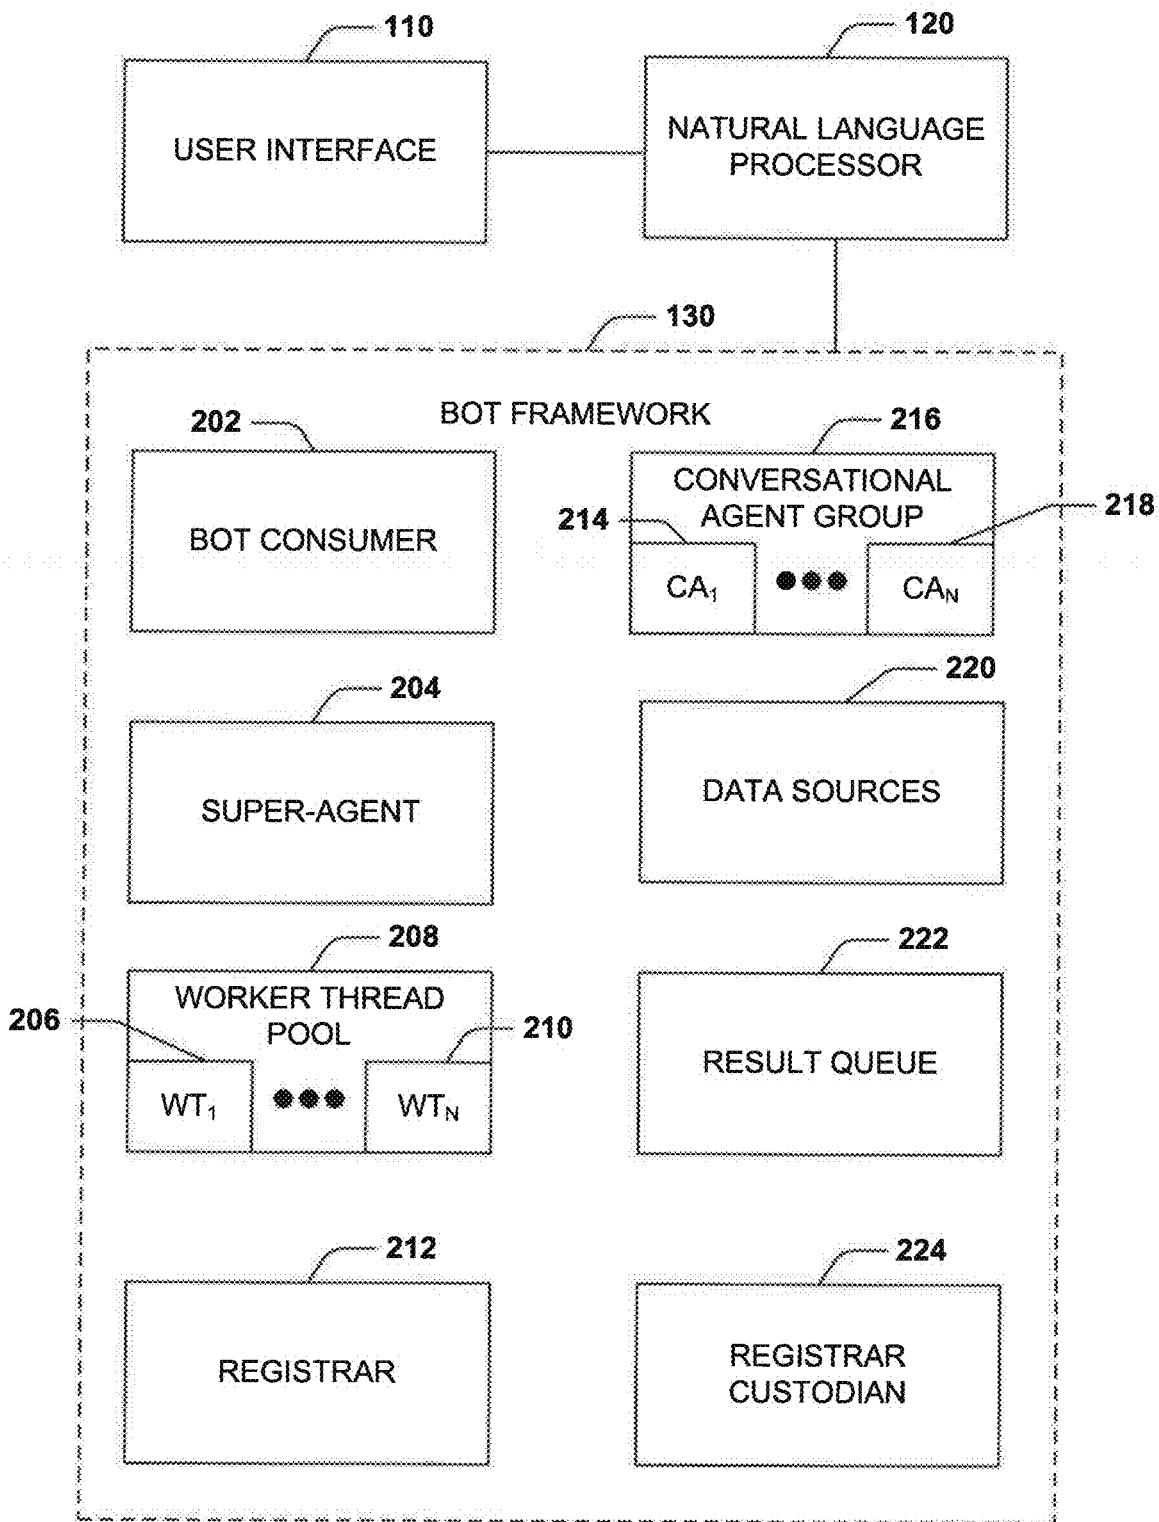 110
120
USER INTERFACE
NATURAL LANGUAGE
PROCESSOR
130
BOT FRAMEWORK
202
216
BOT CONSUMER
CONVERSATIONAL
AGENT GROUP
214
218
CA₁
CAN
204
220
SUPER-AGENT
DATA SOURCES
208
222
WORKER THREAD
POOL
206
210
RESULT QUEUE
WT₁
WTN
212
224
REGISTRAR
REGISTRAR
CUSTODIAN